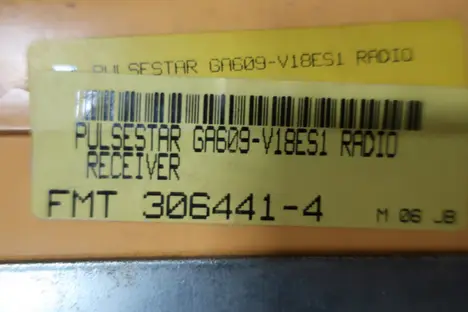 PULSESTAR GA609-V18ES1 RADIO
PULSESTAR GA609-V18ES1 RADIO
RECEIVER
FMT 306441-4
M 06 JB